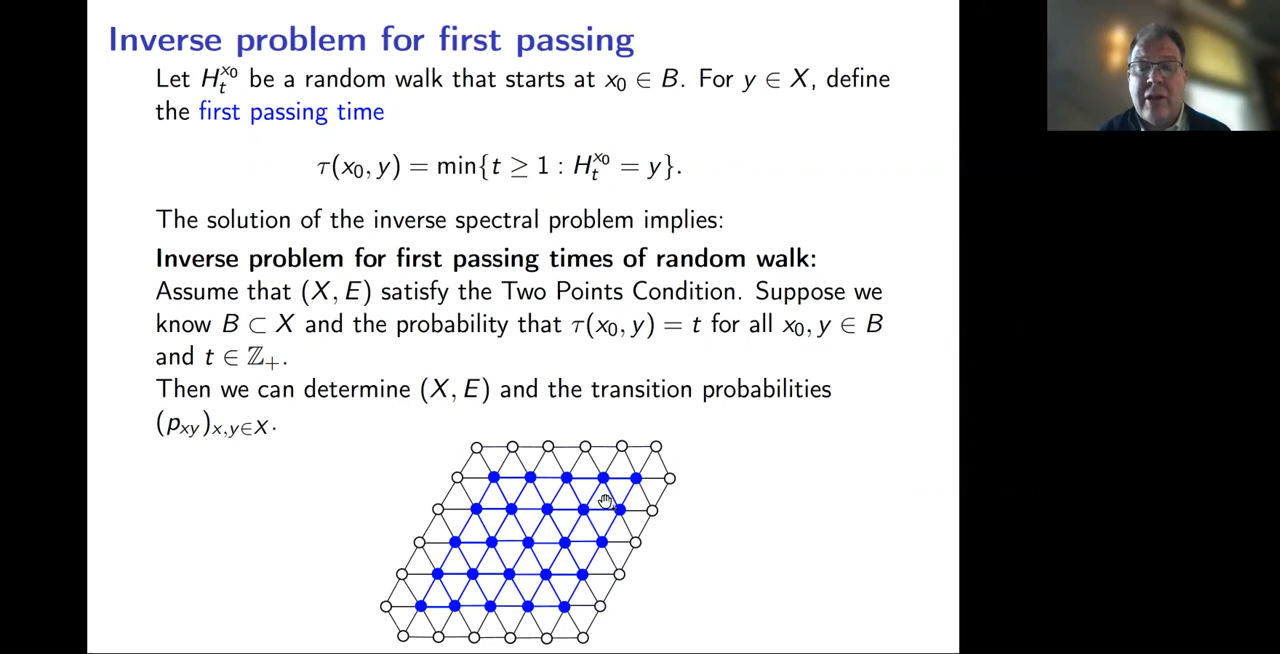 Inverse problem for first passing
Let H_t^{x_0} be a random walk that starts at x_0 ∈ B. For y ∈ X, define
the first passing time
τ(x_0, y) = min{t ≥ 1 : H_t^{x_0} = y}.
The solution of the inverse spectral problem implies:
Inverse problem for first passing times of random walk:
Assume that (X, E) satisfy the Two Points Condition. Suppose we
know B ⊂ X and the probability that τ(x_0, y) = t for all x_0, y ∈ B
and t ∈ ℤ_+.
Then we can determine (X, E) and the transition probabilities
(p_{xy})_{x,y∈X}.